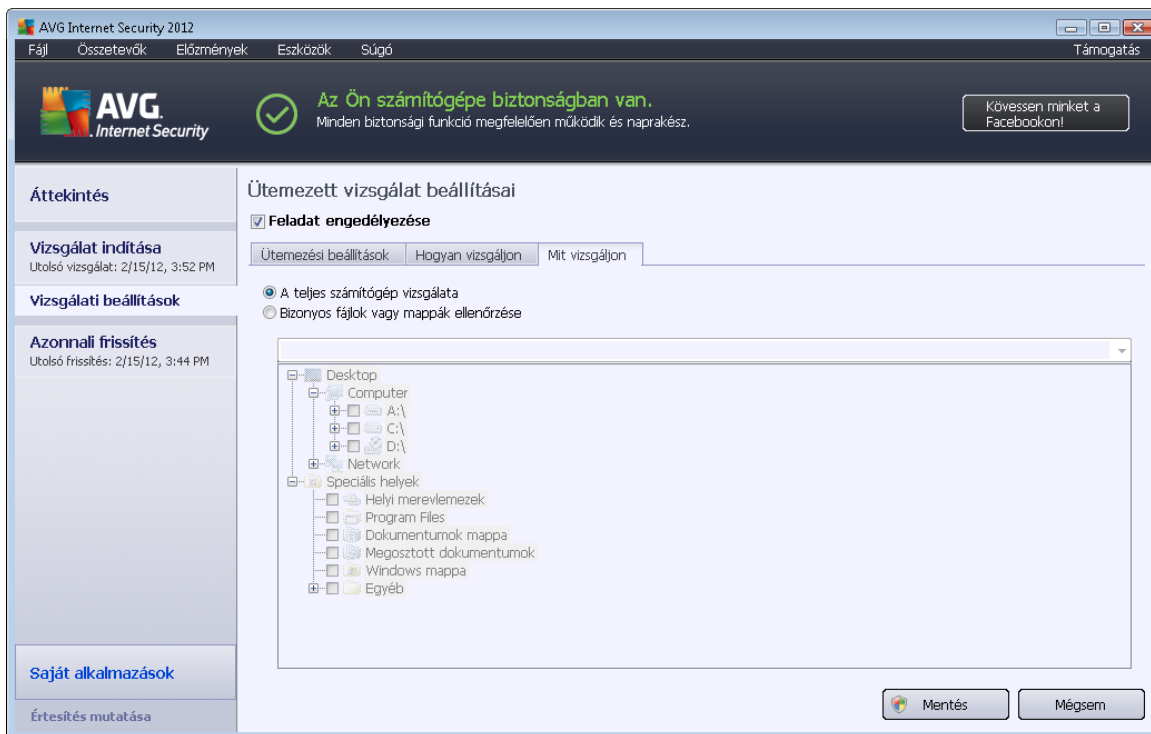 AVG Internet Security 2012
Fájl Összetevők Előzmények Eszközök Súgó Támogatás
AVG.
Internet Security
Az Ön számítógépe biztonságban van.
Minden biztonsági funkció megfelelően működik és naprakész.
Kövessen minket a
Facebookon!
Áttekintés
Vizsgálat indítása
Utolsó vizsgálat: 2/15/12, 3:52 PM
Vizsgálati beállítások
Azonnali frissítés
Utolsó frissítés: 2/15/12, 3:44 PM
Saját alkalmazások
Értesítés mutatása
Ütemezett vizsgálat beállításai
Feladat engedélyezése
Ütemezési beállítások Hogyan vizsgáljon Mit vizsgáljon
A teljes számítógép vizsgálata
Bizonyos fájlok vagy mappák ellenőrzése
Desktop
Computer
A:\
C:\
D:\
Network
Speciális helyek
Helyi merevlemezek
Program Files
Dokumentumok mappa
Megosztott dokumentumok
Windows mappa
Egyéb
Mentés Mégsem